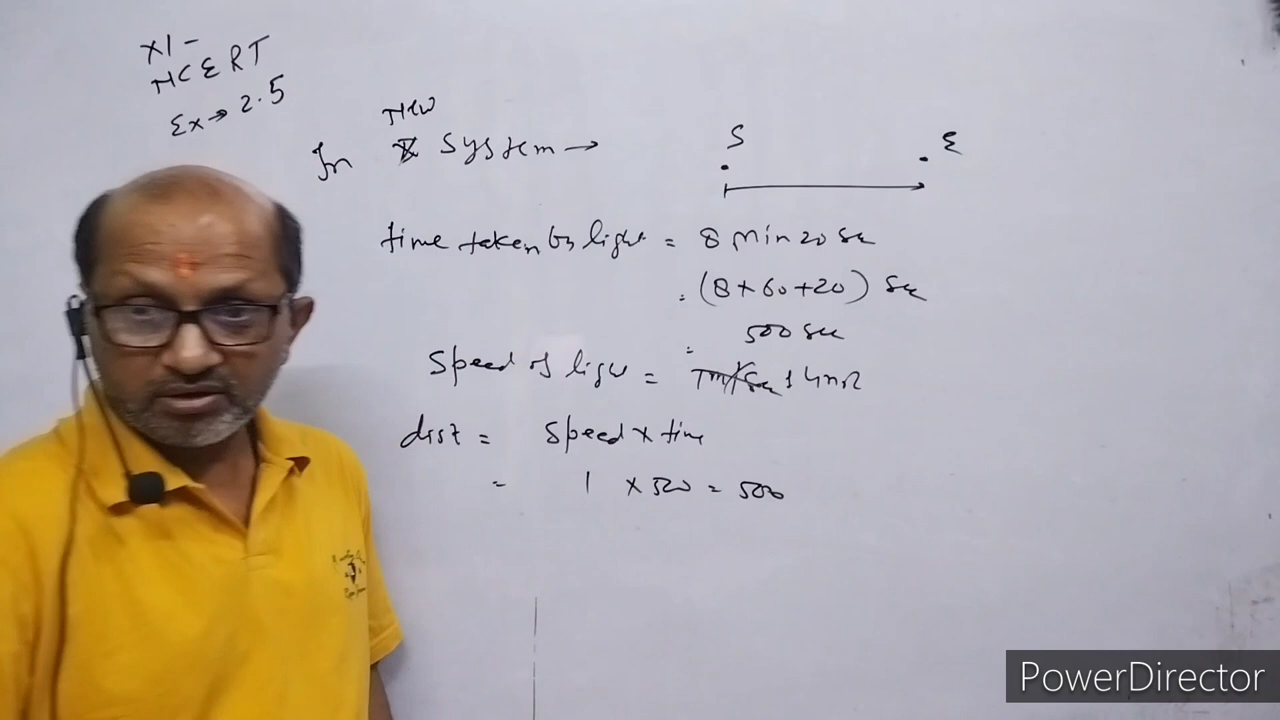 XI -
NCERT
Ex → 2.5
New
In System →
S E
time taken by light = 8 min 20 sec
= (8 × 60 + 20) sec
= 500 sec
Speed of light = 1 unit
dist = Speed × time
= 1 × 500 = 500
PowerDirector